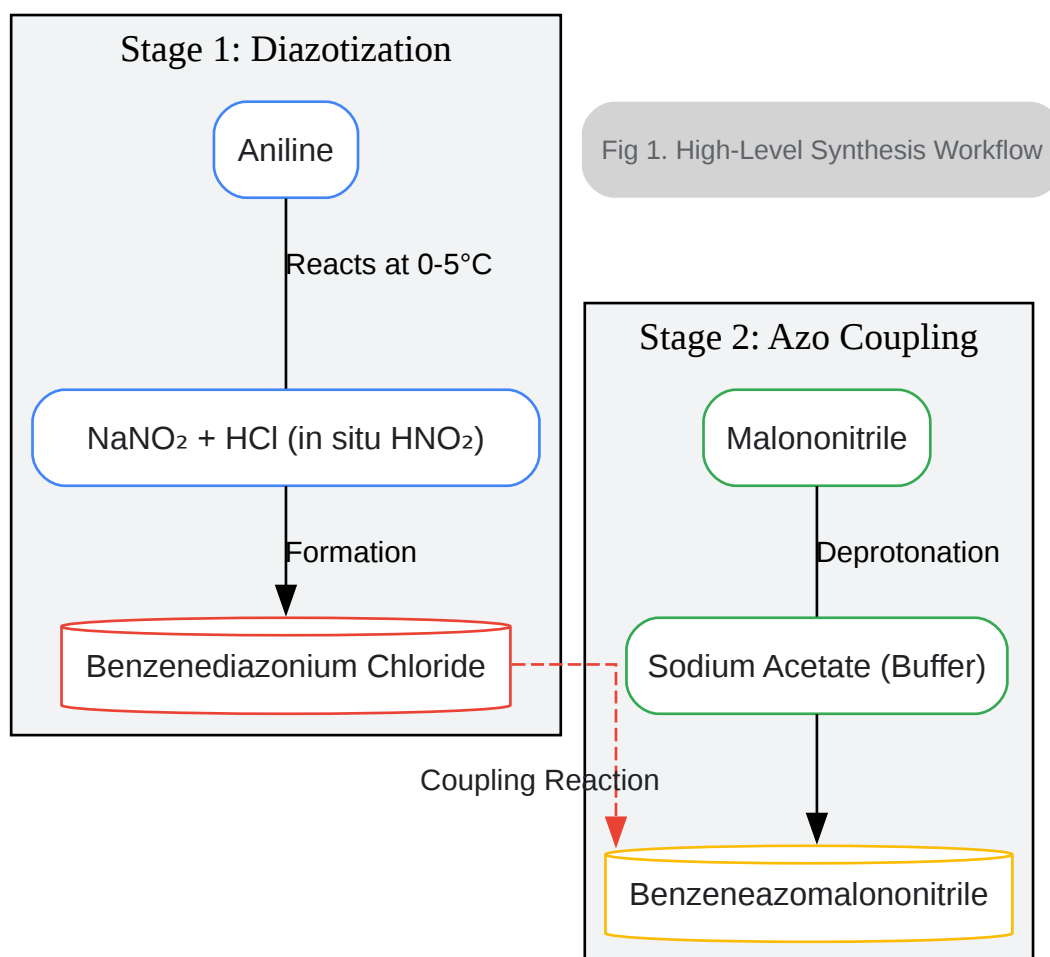 Stage 1: Diazotization
Aniline
Fig 1. High-Level Synthesis Workflow
Reacts at 0-5°C
NaNO₂ + HCl (in situ HNO₂)
Formation
Benzenediazonium Chloride
Stage 2: Azo Coupling
Malononitrile
Deprotonation
Sodium Acetate (Buffer)
Coupling Reaction
Benzeneazomalononitrile